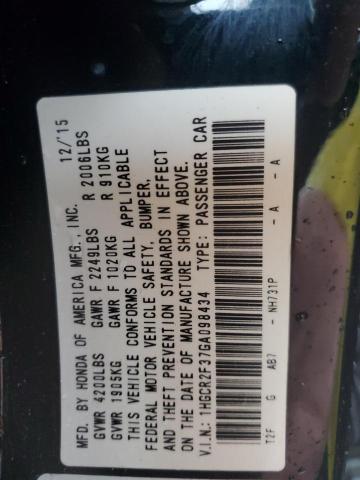 MFD. BY HONDA OF AMERICA MFG., INC. 12/'15
GVWR 4200LBS GAWR F 2249LBS R 2006LBS
GVWR 1905KG GAWR F 1020KG R 910KG
THIS VEHICLE CONFORMS TO ALL APPLICABLE
FEDERAL MOTOR VEHICLE SAFETY, BUMPER,
AND THEFT PREVENTION STANDARDS IN EFFECT
ON THE DATE OF MANUFACTURE SHOWN ABOVE.
V.I.N.: 1HGCR2F37GA098434 TYPE: PASSENGER CAR
T2F G AB7 - NH731P - A - A